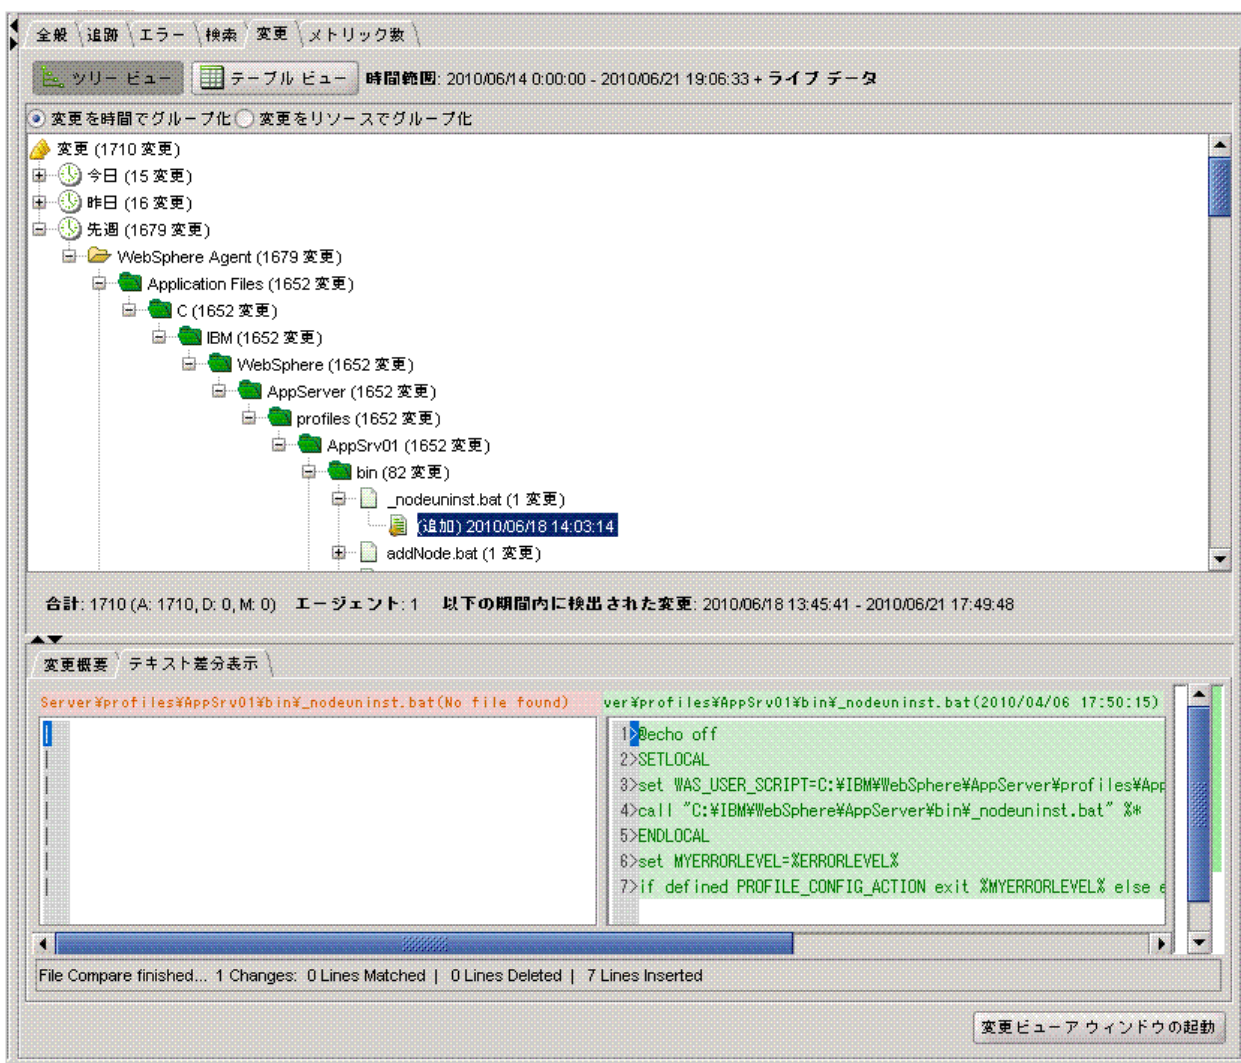 全般 追跡 エラー 検索 変更 メトリック数
ツリー ビュー テーブル ビュー 時間範囲: 2010/06/14 0:00:00 - 2010/06/21 19:06:33 + ライブ データ
変更を時間でグループ化 変更をリソースでグループ化
変更 (1710 変更)
今日 (15 変更)
昨日 (16 変更)
先週 (1679 変更)
WebSphere Agent (1679 変更)
Application Files (1652 変更)
C (1652 変更)
IBM (1652 変更)
WebSphere (1652 変更)
AppServer (1652 変更)
profiles (1652 変更)
AppSrv01 (1652 変更)
bin (82 変更)
_nodeuninst.bat (1 変更)
(追加) 2010/06/18 14:03:14
addNode.bat (1 変更)
合計: 1710 (A: 1710, D: 0, M: 0) エージェント: 1 以下の期間内に検出された変更: 2010/06/18 13:45:41 - 2010/06/21 17:49:48
変更概要 テキスト差分表示
Server¥profiles¥AppSrv01¥bin¥_nodeuninst.bat(No file found) ver¥profiles¥AppSrv01¥bin¥_nodeuninst.bat(2010/04/06 17:50:15)
1>@echo off
2>SETLOCAL
3>set WAS_USER_SCRIPT=C:¥IBM¥WebSphere¥AppServer¥profiles¥App
4>call "C:¥IBM¥WebSphere¥AppServer¥bin¥_nodeuninst.bat" %*
5>ENDLOCAL
6>set MYERRORLEVEL=%ERRORLEVEL%
7>if defined PROFILE_CONFIG_ACTION exit %MYERRORLEVEL% else e
File Compare finished... 1 Changes: 0 Lines Matched | 0 Lines Deleted | 7 Lines Inserted
変更ビューア ウィンドウの起動